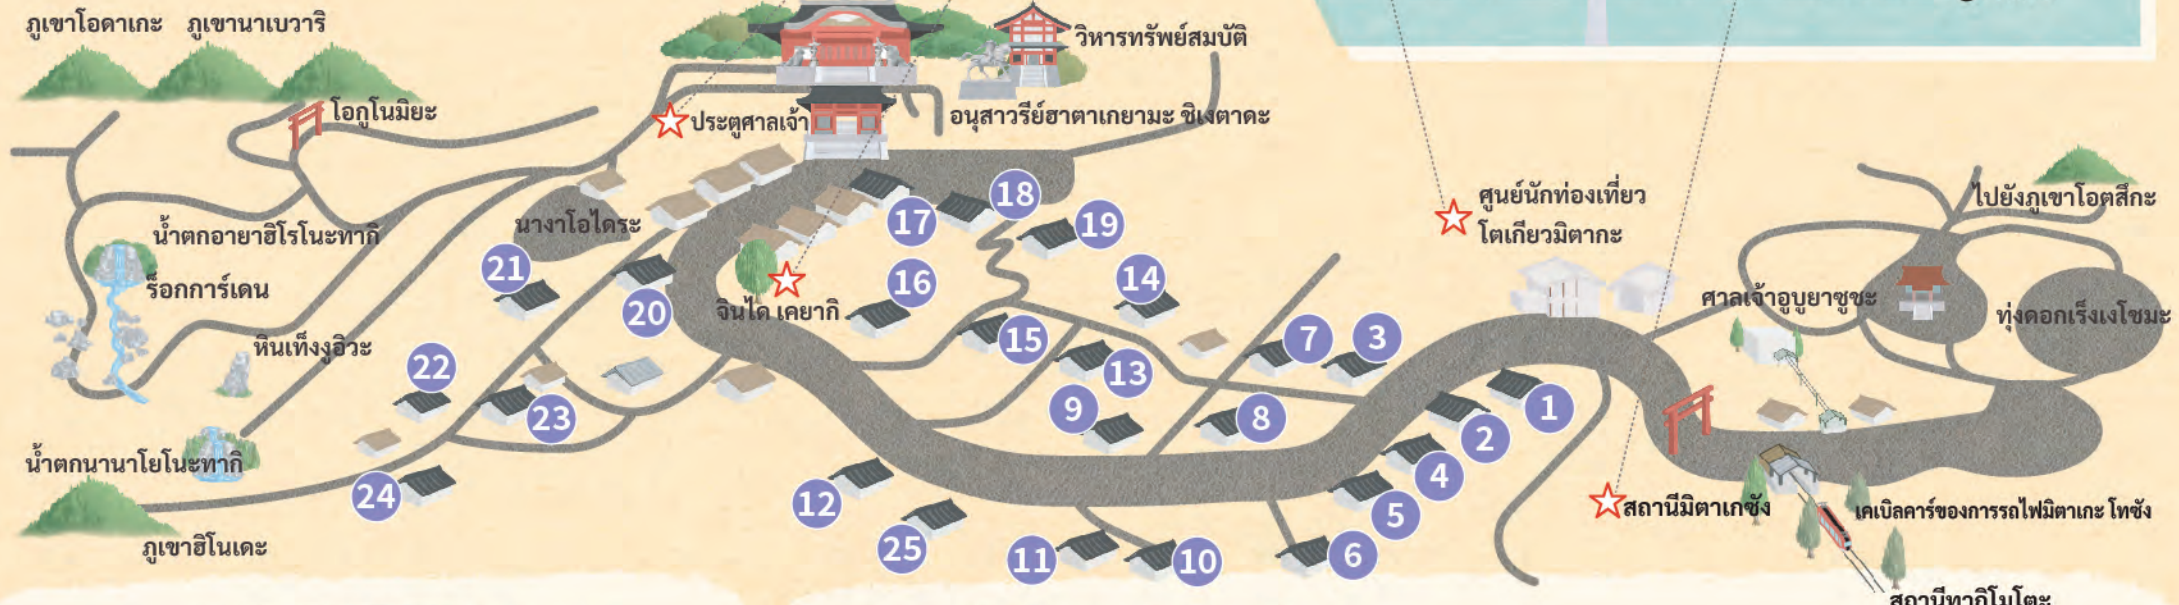 ภูเขาโอดาเกะ
ภูเขานาเบวาริ
วิหารทรัพย์สมบัติ
โอกูโนมิยะ
ประตูศาลเจ้า
อนุสาวรีย์ฮาตาเกยามะ ชิเงตาดะ
ศูนย์นักท่องเที่ยว
โตเกียวมิตากะ
ไปยังภูเขาโอตสึกะ
น้ำตกอายาฮิโรโนะทากิ
นางาโอไดระ
17
18
19
21
ร็อกการ์เดน
20
จินได เคยากิ
16
14
ศาลเจ้าอูบูยาซูชะ
ทุ่งดอกเร็งเงโชมะ
หินเท็งงูอิวะ
15
13
7
3
22
23
9
8
2
1
น้ำตกนานาโยโนะทากิ
24
12
4
5
สถานีมิตาเกซัง
เคเบิลคาร์ของการรถไฟมิตาเกะ โทซัง
ภูเขาฮิโนเดะ
25
11
10
6
สถานีทากิโมโตะ